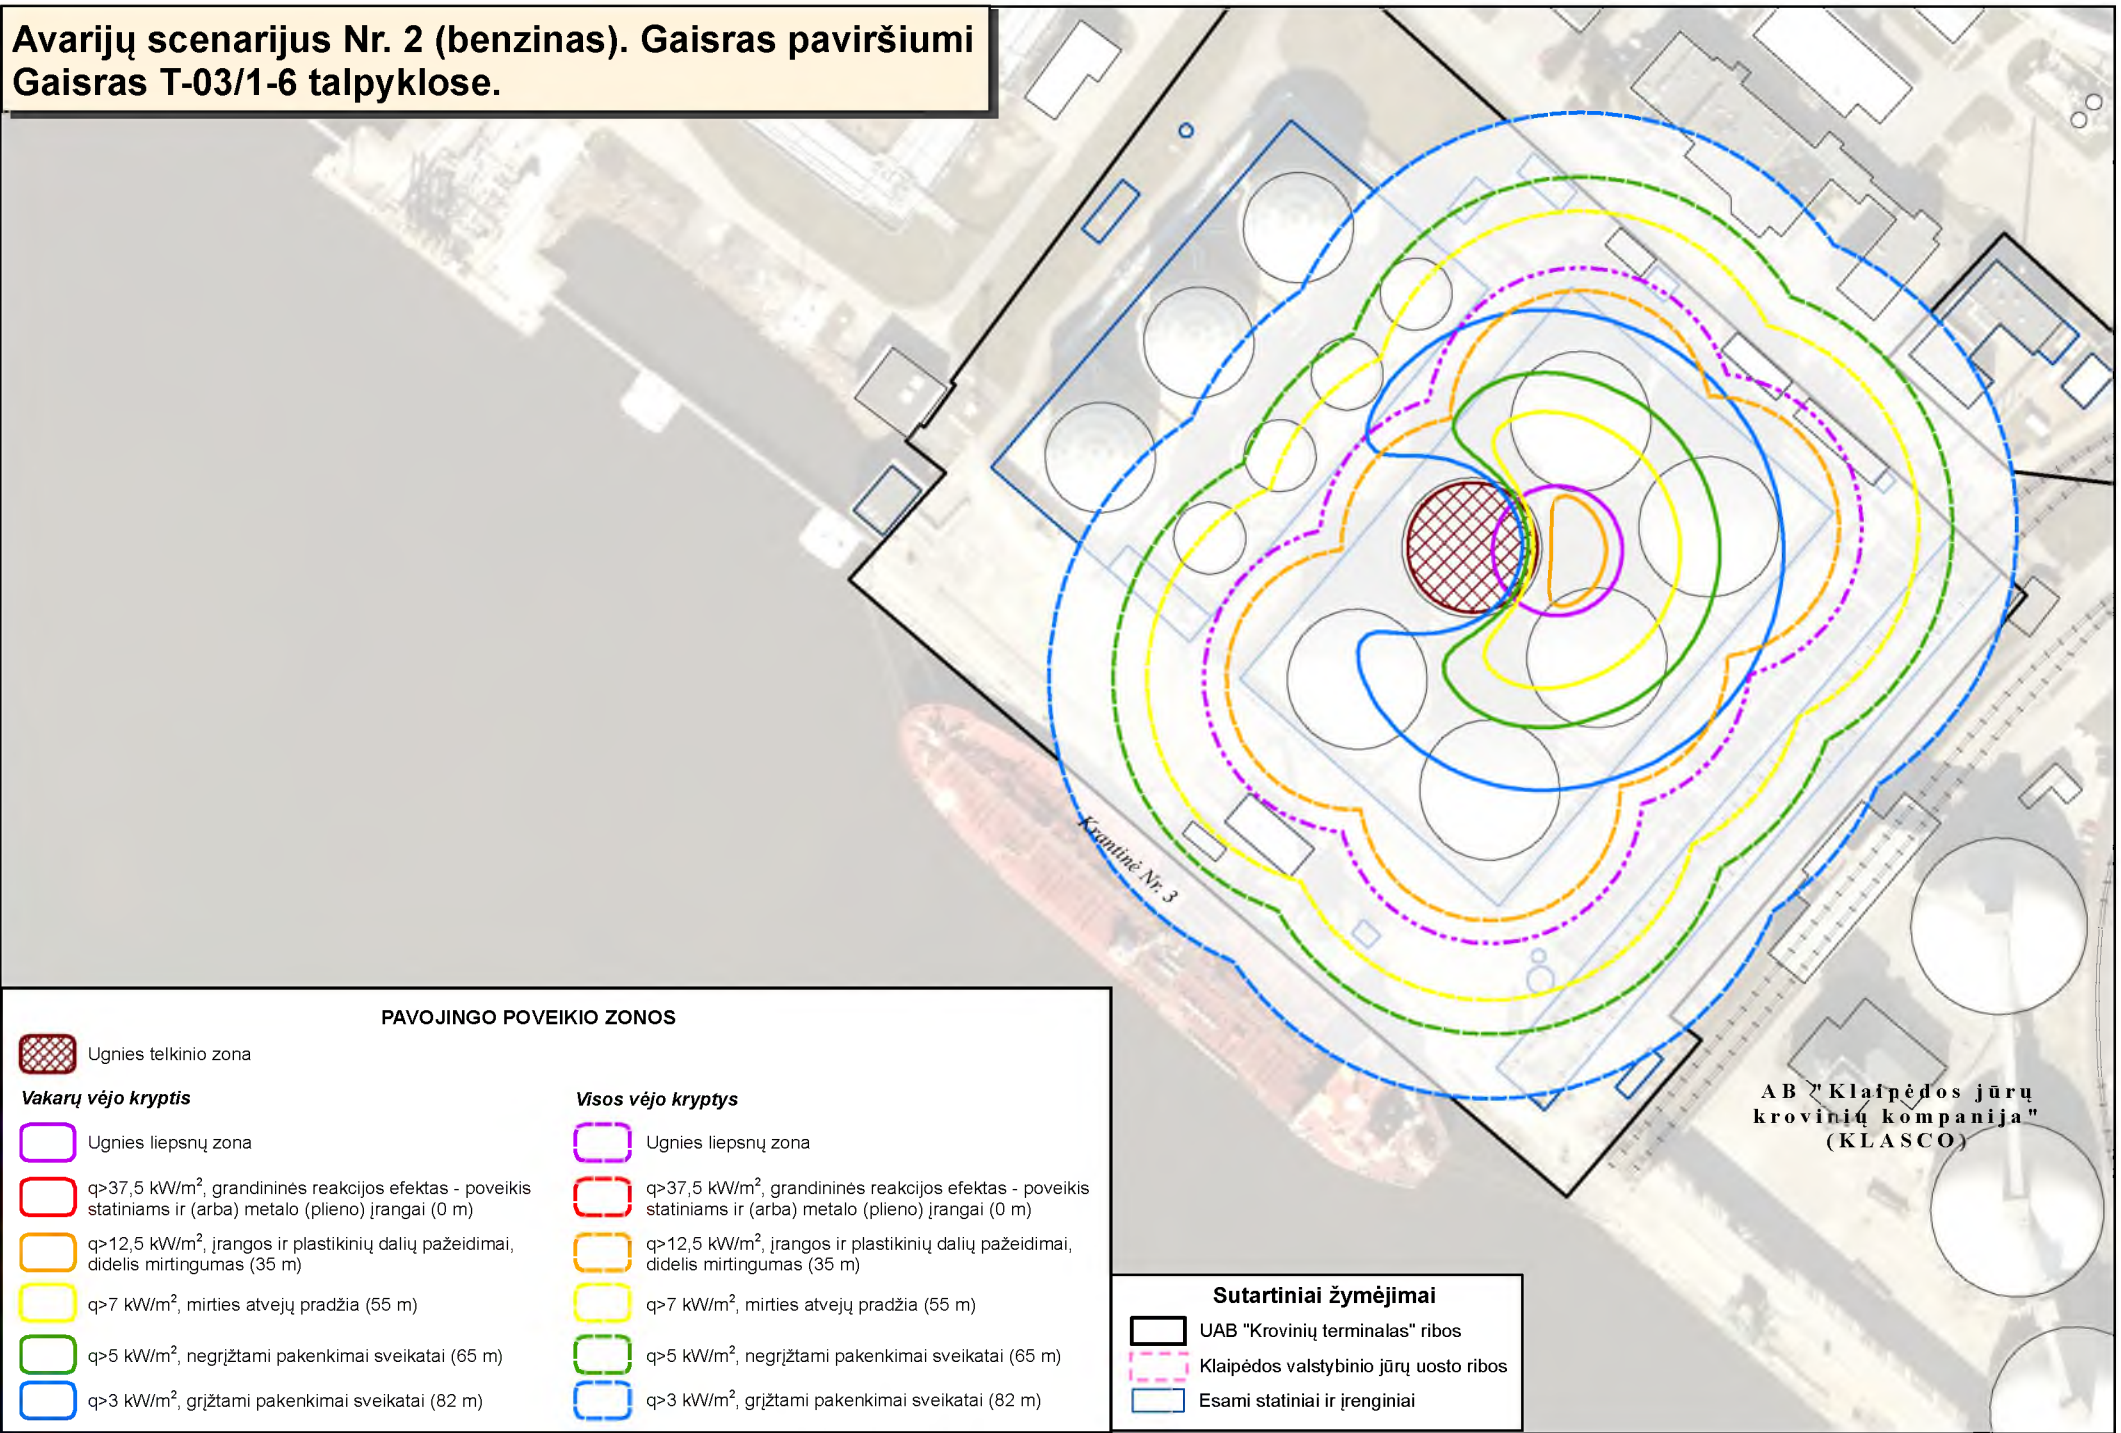 Avarijų scenarijus Nr. 2 (benzinas). Gaisras paviršiumi
Gaisras T-03/1-6 talpyklose.
Krantinė Nr. 3
AB "Klaipėdos jūrų
krovinių kompanija"
(KLASCO)
PAVOJINGO POVEIKIO ZONOS
Ugnies telkinio zona
Vakarų vėjo kryptis
Ugnies liepsnų zona
q>37,5 kW/m², grandininės reakcijos efektas - poveikis
statiniams ir (arba) metalo (plieno) įrangai (0 m)
q>12,5 kW/m², įrangos ir plastikinių dalių pažeidimai,
didelis mirtingumas (35 m)
q>7 kW/m², mirties atvejų pradžia (55 m)
q>5 kW/m², negrįžtami pakenkimai sveikatai (65 m)
q>3 kW/m², grįžtami pakenkimai sveikatai (82 m)
Visos vėjo kryptys
Ugnies liepsnų zona
q>37,5 kW/m², grandininės reakcijos efektas - poveikis
statiniams ir (arba) metalo (plieno) įrangai (0 m)
q>12,5 kW/m², įrangos ir plastikinių dalių pažeidimai,
didelis mirtingumas (35 m)
q>7 kW/m², mirties atvejų pradžia (55 m)
q>5 kW/m², negrįžtami pakenkimai sveikatai (65 m)
q>3 kW/m², grįžtami pakenkimai sveikatai (82 m)
Sutartiniai žymėjimai
UAB "Krovinių terminalas" ribos
Klaipėdos valstybinio jūrų uosto ribos
Esami statiniai ir įrenginiai